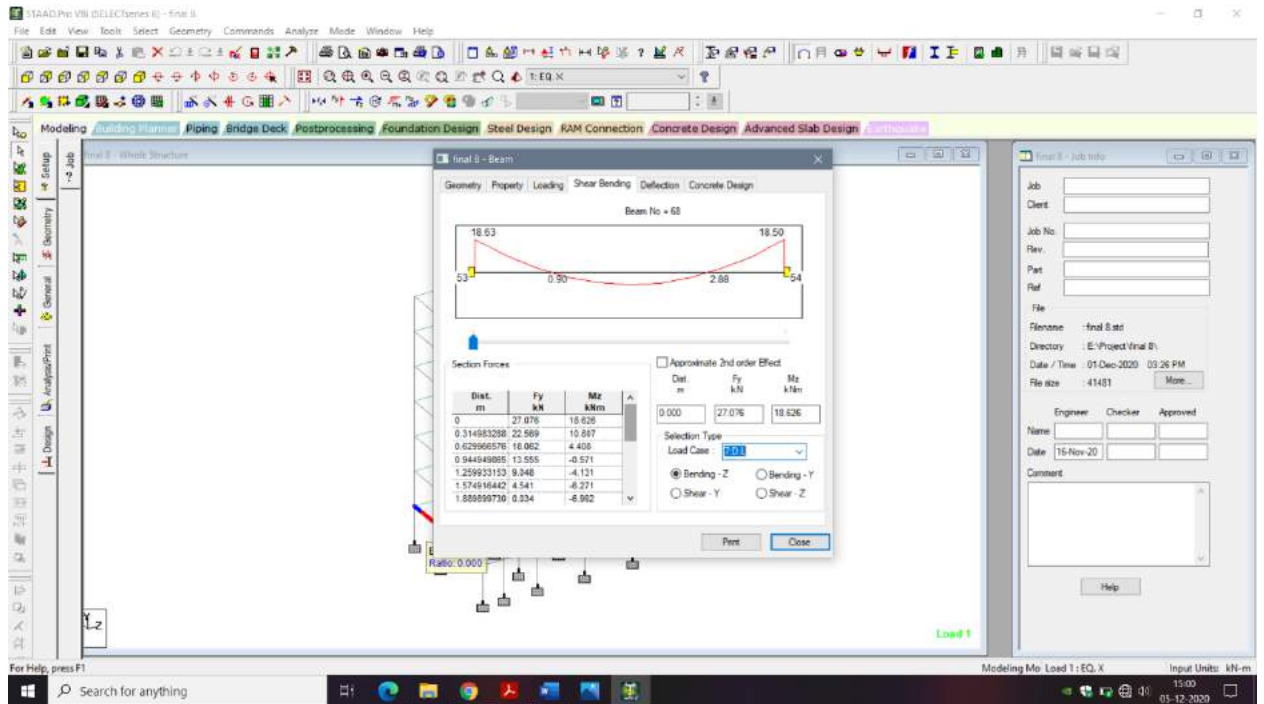 STAAD.Pro V8i (SELECTseries 6) - final 8
File Edit View Tools Select Geometry Commands Analyze Mode Window Help
1: EQ. X
Modeling Building Planner Piping Bridge Deck Postprocessing Foundation Design Steel Design RAM Connection Concrete Design Advanced Slab Design Earthquake
Setup
Job
Geometry
General
Analysis/Print
Design
final 8 - Whole Structure
final 8 - Beam
Geometry Property Loading Shear Bending Deflection Concrete Design
Beam No = 68
18.63 18.50
53 0.90 2.88 54
Section Forces
Dist. Fy Mz
m kN kNm
0 27.076 18.626
0.314983288 22.569 10.807
0.629966576 18.062 4.408
0.944949865 13.555 -0.571
1.259933153 9.048 -4.131
1.574916442 4.541 -6.271
1.889899730 0.034 -6.992
Approximate 2nd order Effect
Dist. Fy Mz
m kN kNm
0.000 27.076 18.626
Selection Type
Load Case :
Bending - Z Bending - Y
Shear - Y Shear - Z
Print Close
Ratio: 0.000
Load 1
final 8 - Job Info
Job
Client
Job No.
Rev.
Part
Ref
File
Filename : final 8.std
Directory : E:\Project\final 8\
Date / Time : 01-Dec-2020 03:26 PM
File size : 41481 More...
Engineer Checker Approved
Name
Date 16-Nov-20
Comment
Help
For Help, press F1
Modeling Mo Load 1 : EQ. X Input Units: kN-m
Search for anything
15:00
05-12-2020